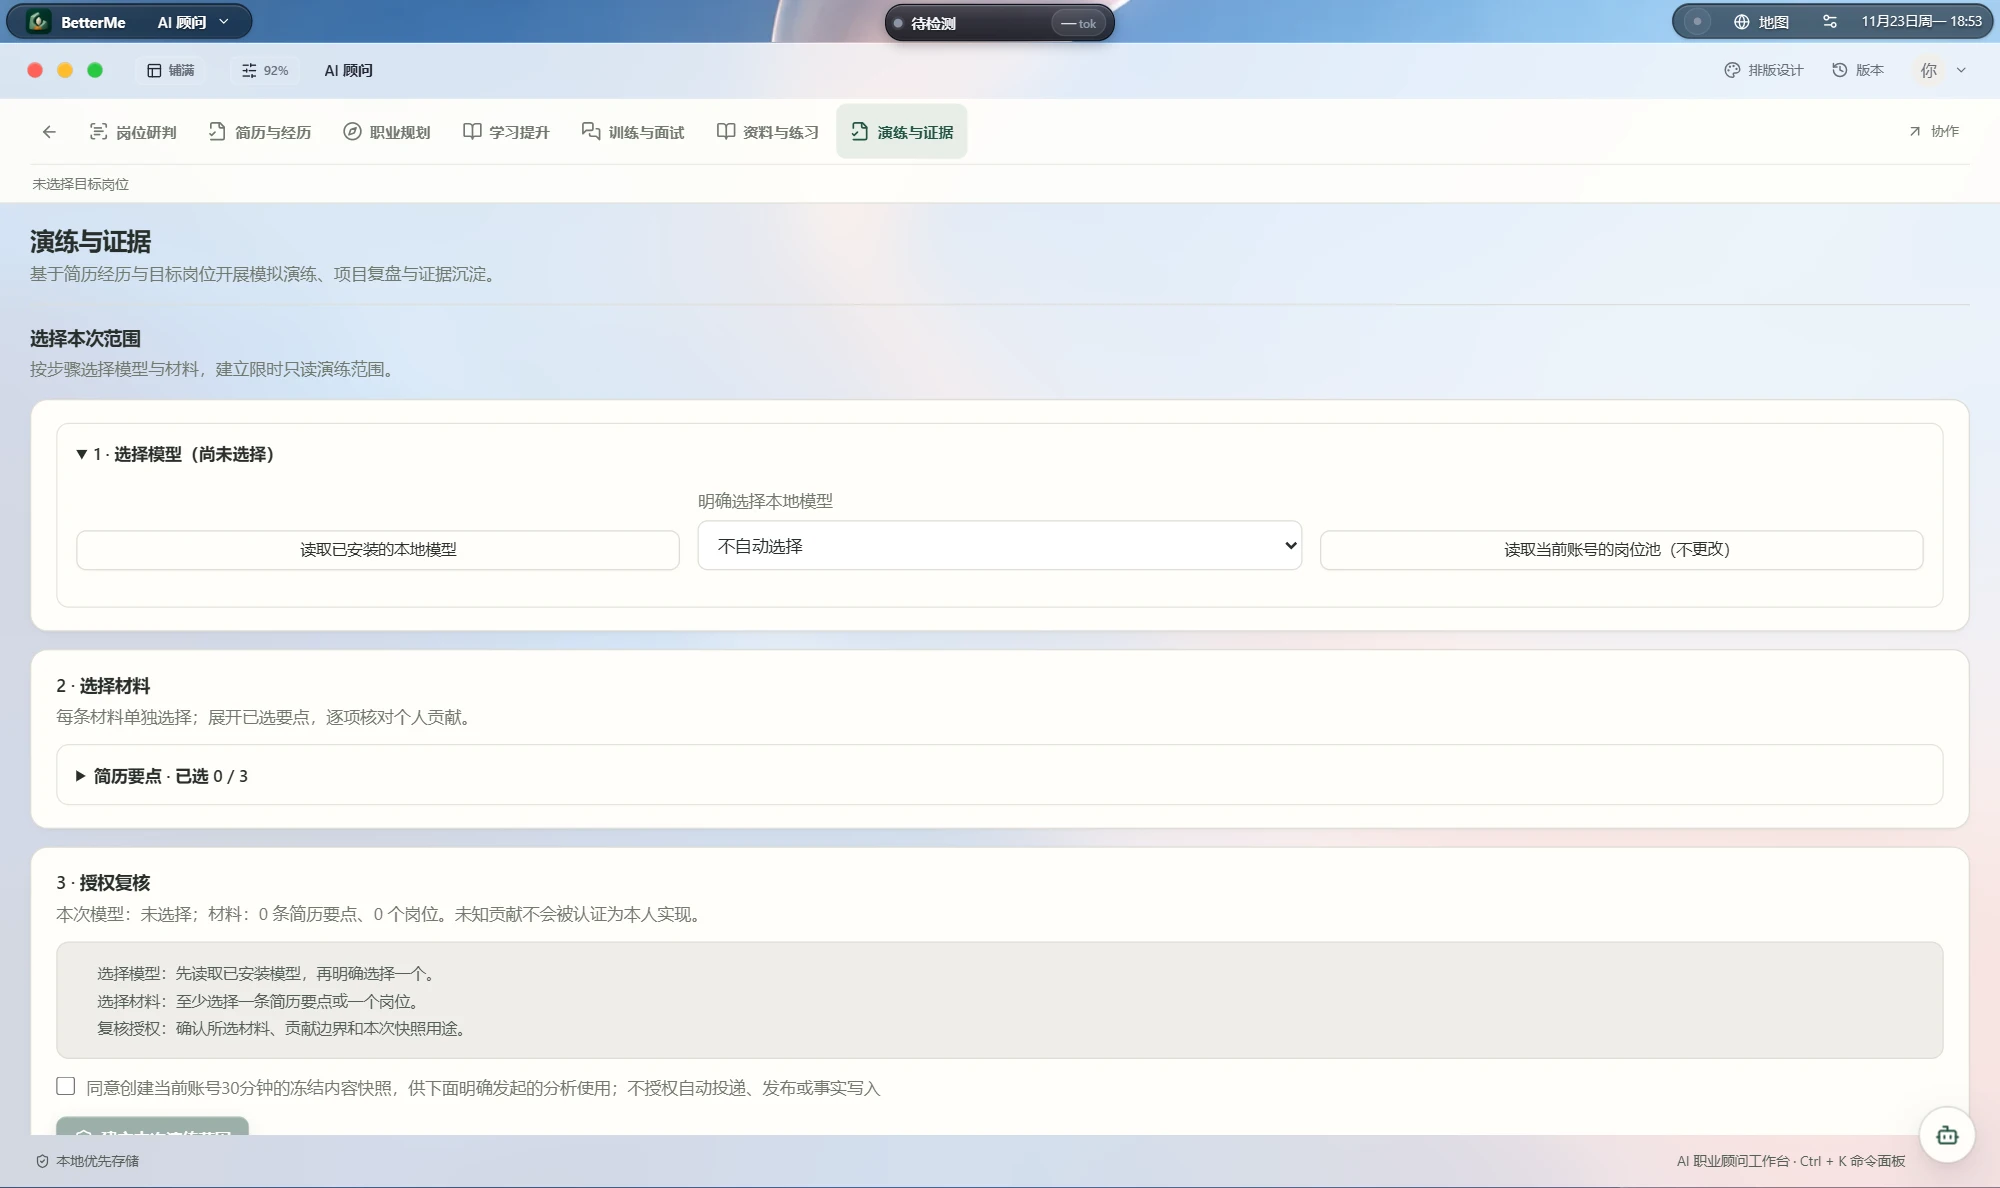 BetterMe AI 顾问
待检测 — tok
地图 11月23日周一 18:53
铺满 92% AI 顾问
排版设计 版本 你
岗位研判 简历与经历 职业规划 学习提升 训练与面试 资料与练习 演练与证据 协作
未选择目标岗位
演练与证据
基于简历经历与目标岗位开展模拟演练、项目复盘与证据沉淀。
选择本次范围
按步骤选择模型与材料，建立限时只读演练范围。
▼ 1 · 选择模型（尚未选择）
明确选择本地模型
读取已安装的本地模型 不自动选择 读取当前账号的岗位池（不更改）
2 · 选择材料
每条材料单独选择；展开已选要点，逐项核对个人贡献。
▶ 简历要点 · 已选 0 / 3
3 · 授权复核
本次模型：未选择；材料：0 条简历要点、0 个岗位。未知贡献不会被认证为本人实现。
选择模型：先读取已安装模型，再明确选择一个。
选择材料：至少选择一条简历要点或一个岗位。
复核授权：确认所选材料、贡献边界和本次快照用途。
同意创建当前账号30分钟的冻结内容快照，供下面明确发起的分析使用；不授权自动投递、发布或事实写入
本地优先存储
AI 职业顾问工作台 · Ctrl + K 命令面板